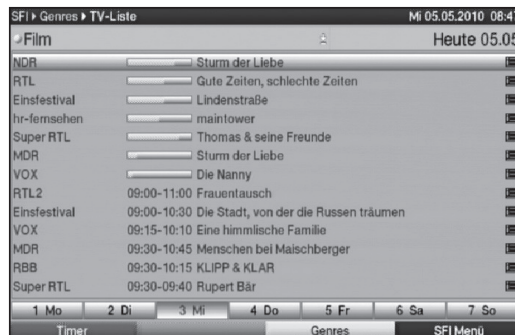 SFI ▸ Genres ▸ TV-Liste Mi 05.05.2010 08:47
Film Heute 05.05
NDR Sturm der Liebe
RTL Gute Zeiten, schlechte Zeiten
Einsfestival Lindenstraße
hr-fernsehen maintower
Super RTL Thomas & seine Freunde
MDR Sturm der Liebe
VOX Die Nanny
RTL2 09:00-11:00 Frauentausch
Einsfestival 09:00-10:30 Die Stadt, von der die Russen träumen
VOX 09:15-10:10 Eine himmlische Familie
MDR 09:30-10:45 Menschen bei Maischberger
RBB 09:30-10:15 KLIPP & KLAR
Super RTL 09:30-09:40 Rupert Bär
1 Mo 2 Di 3 Mi 4 Do 5 Fr 6 Sa 7 So
Timer Genres SFI Menü